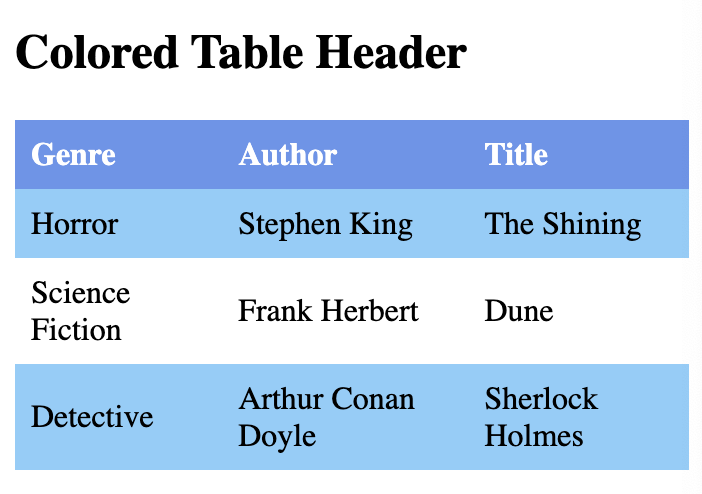 Colored Table Header
Genre Author Title
Horror Stephen King The Shining
Science
Fiction Frank Herbert Dune
Detective Arthur Conan
Doyle Sherlock
Holmes